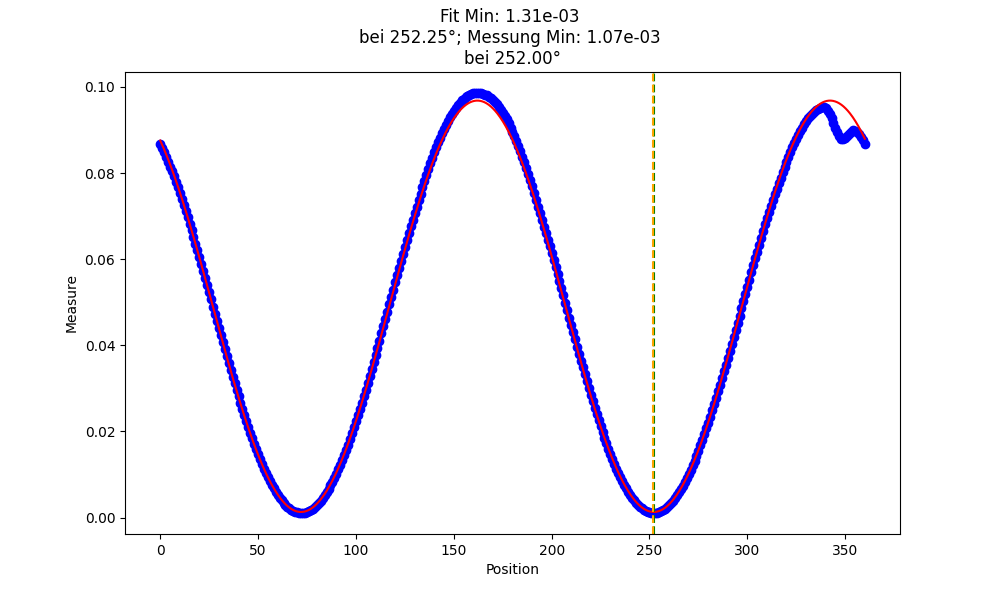 Fit Min: 1.31e-03
bei 252.25°; Messung Min: 1.07e-03
bei 252.00°
Measure
0.10
0.08
0.06
0.04
0.02
0.00
0 50 100 150 200 250 300 350
Position